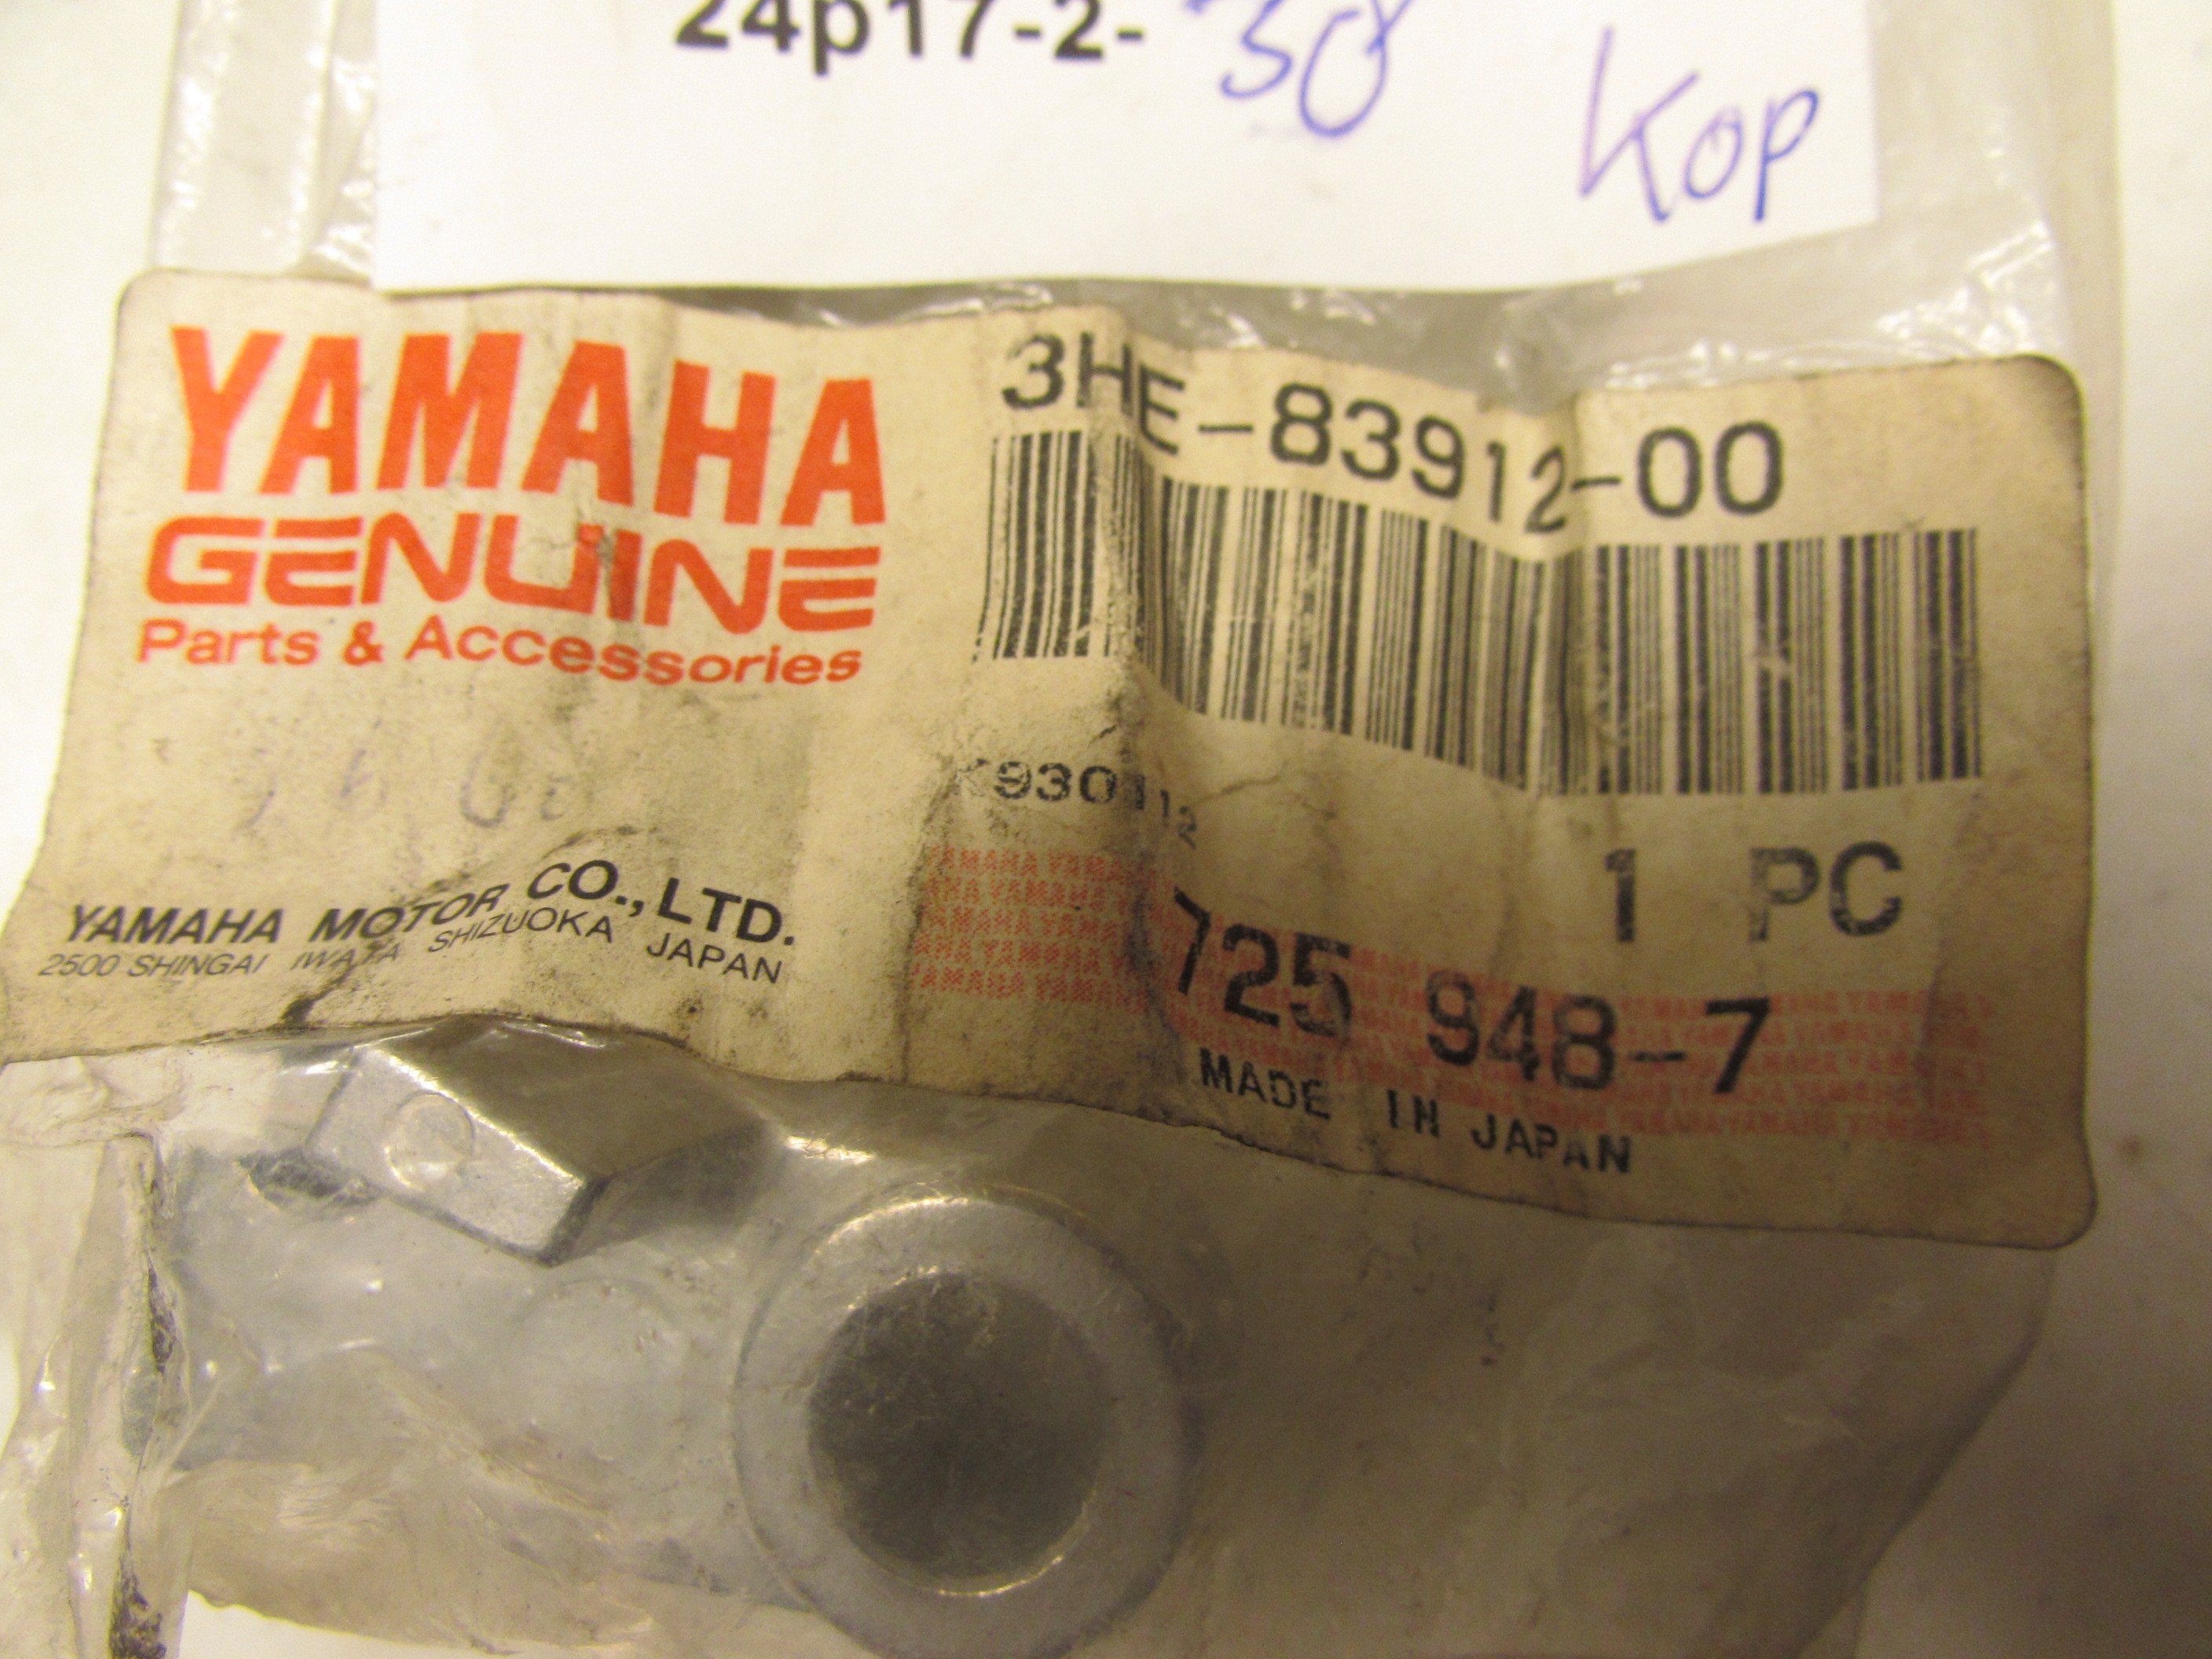 24p17-2-30
Kop
YAMAHA
GENUINE
Parts & Accessories
3HE-83912-00
K930112
1 PC
YAMAHA MOTOR CO., LTD.
2500 SHINGAI IWATA SHIZUOKA JAPAN
725 948-7
MADE IN JAPAN